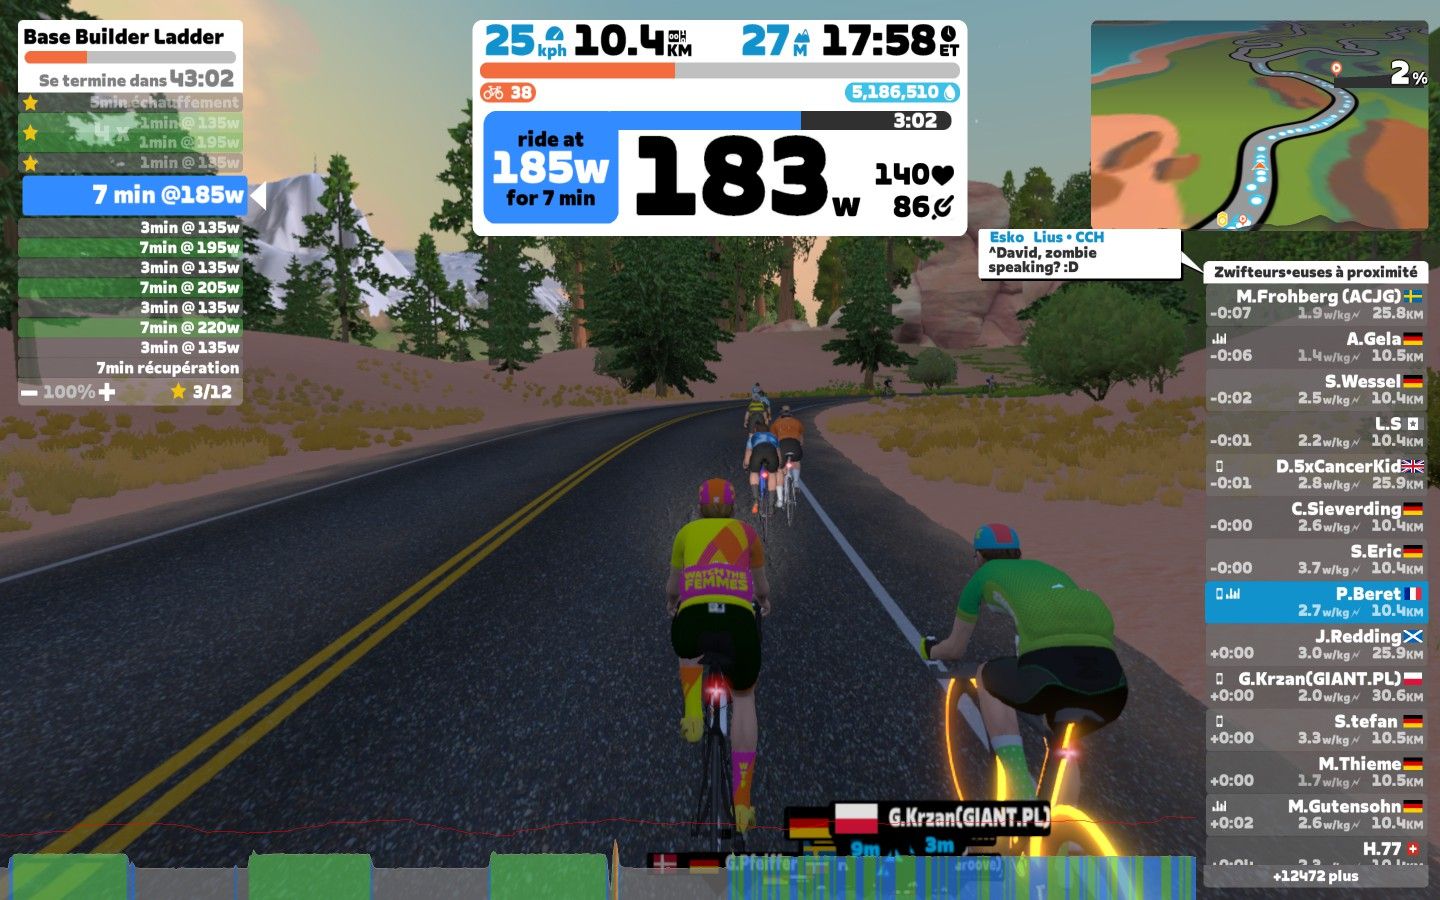 Base Builder Ladder
Se termine dans 43:02
5min échauffement
4 x
1min @ 135w
1min @ 195w
1min @ 135w
7 min @185w
3min @ 135w
7min @ 195w
3min @ 135w
7min @ 205w
3min @ 135w
7min @ 220w
3min @ 135w
7min récupération
100%
3/12
25 kph 10.4 KM 27 M 17:58 ET
38 5,186,510
3:02
ride at
185w
for 7 min
183 w
140
86
2%
Esko Lius • CCH
^David, zombie
speaking? :D
Zwifteurs•euses à proximité
M.Frohberg (ACJG)
-0:07 1.9 w/kg 25.8 KM
A.Gela
-0:06 1.4 w/kg 10.5 KM
S.Wessel
-0:02 2.5 w/kg 10.4 KM
L.S
-0:01 2.2 w/kg 10.4 KM
D.5xCancerKid
-0:01 2.8 w/kg 25.9 KM
C.Sieverding
-0:00 2.6 w/kg 10.4 KM
S.Eric
-0:00 3.7 w/kg 10.4 KM
P.Beret
2.7 w/kg 10.4 KM
J.Redding
+0:00 3.0 w/kg 25.9 KM
G.Krzan(GIANT.PL)
+0:00 2.0 w/kg 30.6 KM
S.tefan
+0:00 3.3 w/kg 10.5 KM
M.Thieme
+0:00 1.7 w/kg 10.5 KM
M.Gutensohn
+0:02 2.6 w/kg 10.4 KM
H.77
+12472 plus
WATCH THE
FEMMES
WTF
G.Krzan(GIANT.PL)
9m 3m
G.Pfeiffer